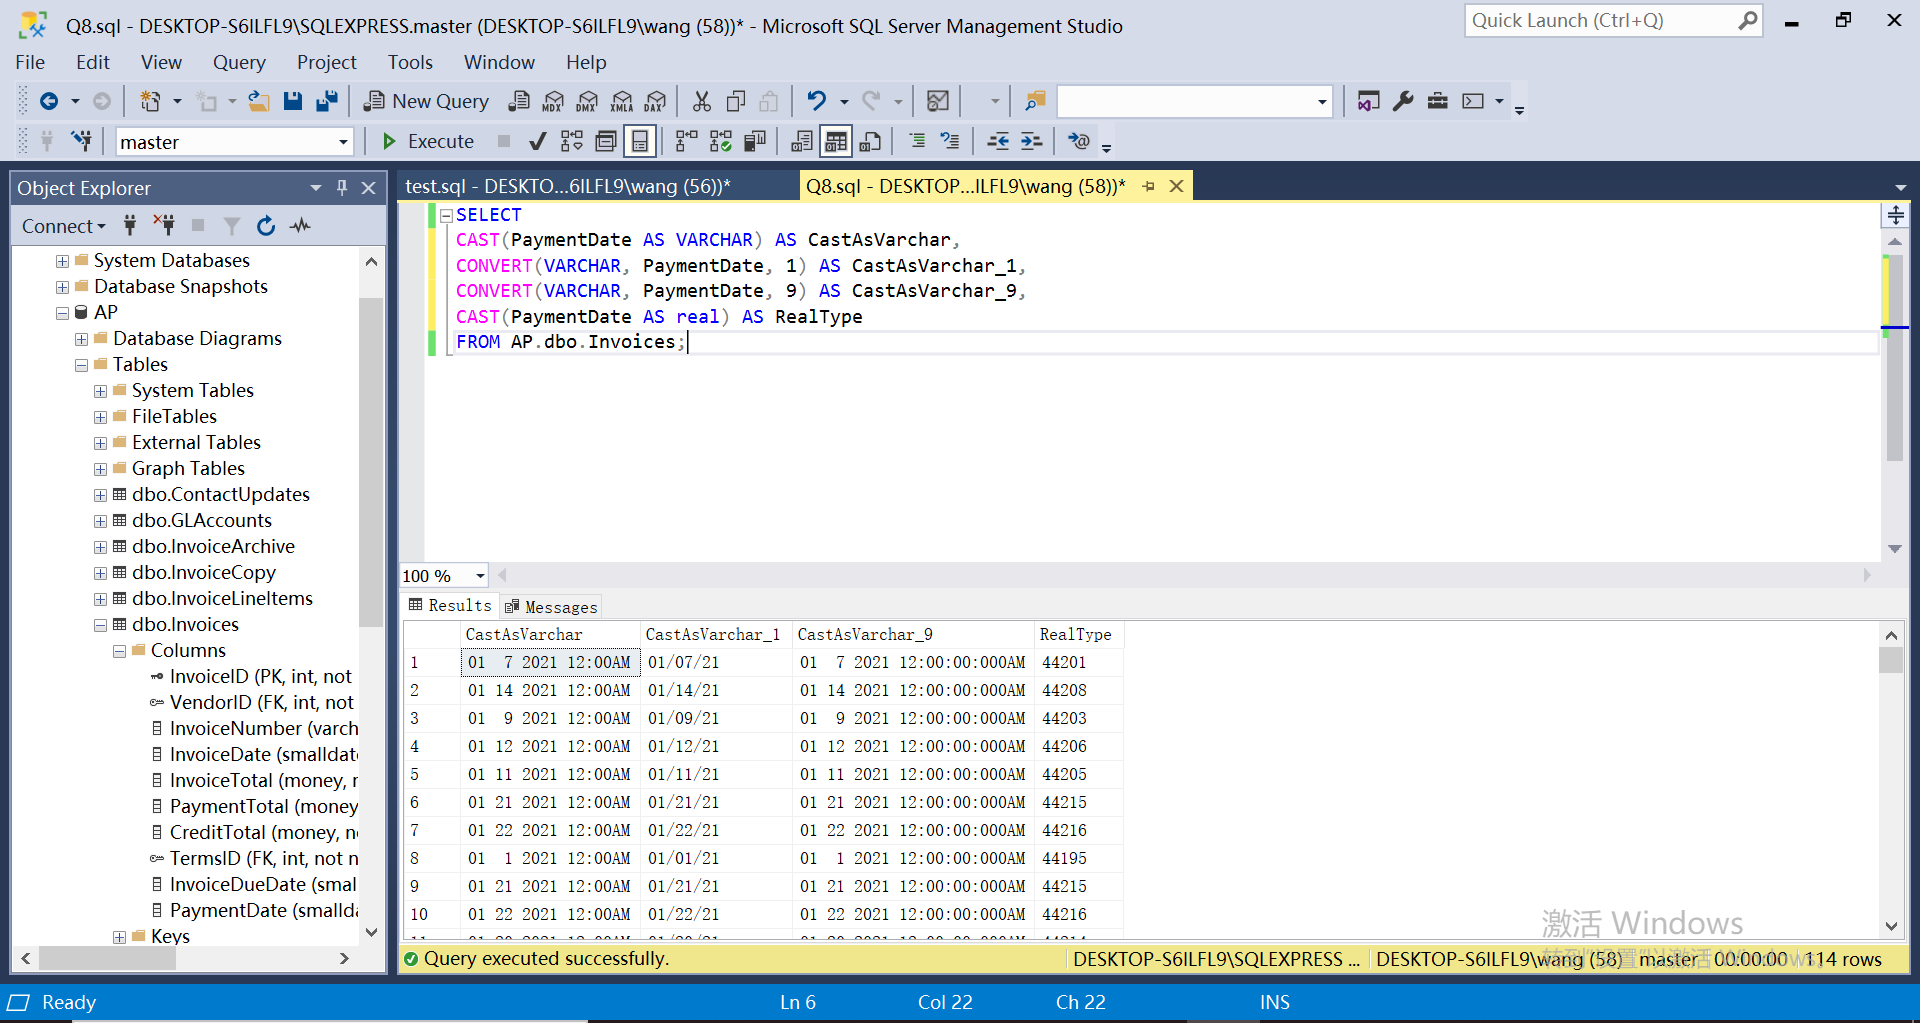 Q8.sql - DESKTOP-S6ILFL9\SQLEXPRESS.master (DESKTOP-S6ILFL9\wang (58))* - Microsoft SQL Server Management Studio
Quick Launch (Ctrl+Q)
File Edit View Query Project Tools Window Help
New Query MDX DMX XMLA DAX
master Execute
Object Explorer
Connect
System Databases
Database Snapshots
AP
Database Diagrams
Tables
System Tables
FileTables
External Tables
Graph Tables
dbo.ContactUpdates
dbo.GLAccounts
dbo.InvoiceArchive
dbo.InvoiceCopy
dbo.InvoiceLineItems
dbo.Invoices
Columns
InvoiceID (PK, int, not
VendorID (FK, int, not
InvoiceNumber (varch
InvoiceDate (smalldat
InvoiceTotal (money, r
PaymentTotal (money
CreditTotal (money, n
TermsID (FK, int, not n
InvoiceDueDate (smal
PaymentDate (smallda
Keys
test.sql - DESKTO...6ILFL9\wang (56))*
Q8.sql - DESKTOP...ILFL9\wang (58))*
SELECT
CAST(PaymentDate AS VARCHAR) AS CastAsVarchar,
CONVERT(VARCHAR, PaymentDate, 1) AS CastAsVarchar_1,
CONVERT(VARCHAR, PaymentDate, 9) AS CastAsVarchar_9,
CAST(PaymentDate AS real) AS RealType
FROM AP.dbo.Invoices;
100 %
Results Messages
CastAsVarchar CastAsVarchar_1 CastAsVarchar_9 RealType
1 01  7 2021 12:00AM 01/07/21 01  7 2021 12:00:00:000AM 44201
2 01 14 2021 12:00AM 01/14/21 01 14 2021 12:00:00:000AM 44208
3 01  9 2021 12:00AM 01/09/21 01  9 2021 12:00:00:000AM 44203
4 01 12 2021 12:00AM 01/12/21 01 12 2021 12:00:00:000AM 44206
5 01 11 2021 12:00AM 01/11/21 01 11 2021 12:00:00:000AM 44205
6 01 21 2021 12:00AM 01/21/21 01 21 2021 12:00:00:000AM 44215
7 01 22 2021 12:00AM 01/22/21 01 22 2021 12:00:00:000AM 44216
8 01  1 2021 12:00AM 01/01/21 01  1 2021 12:00:00:000AM 44195
9 01 21 2021 12:00AM 01/21/21 01 21 2021 12:00:00:000AM 44215
10 01 22 2021 12:00AM 01/22/21 01 22 2021 12:00:00:000AM 44216
激活 Windows
转到"设置"以激活 Windows。
Query executed successfully. DESKTOP-S6ILFL9\SQLEXPRESS ... DESKTOP-S6ILFL9\wang (58) master 00:00:00 114 rows
Ready Ln 6 Col 22 Ch 22 INS